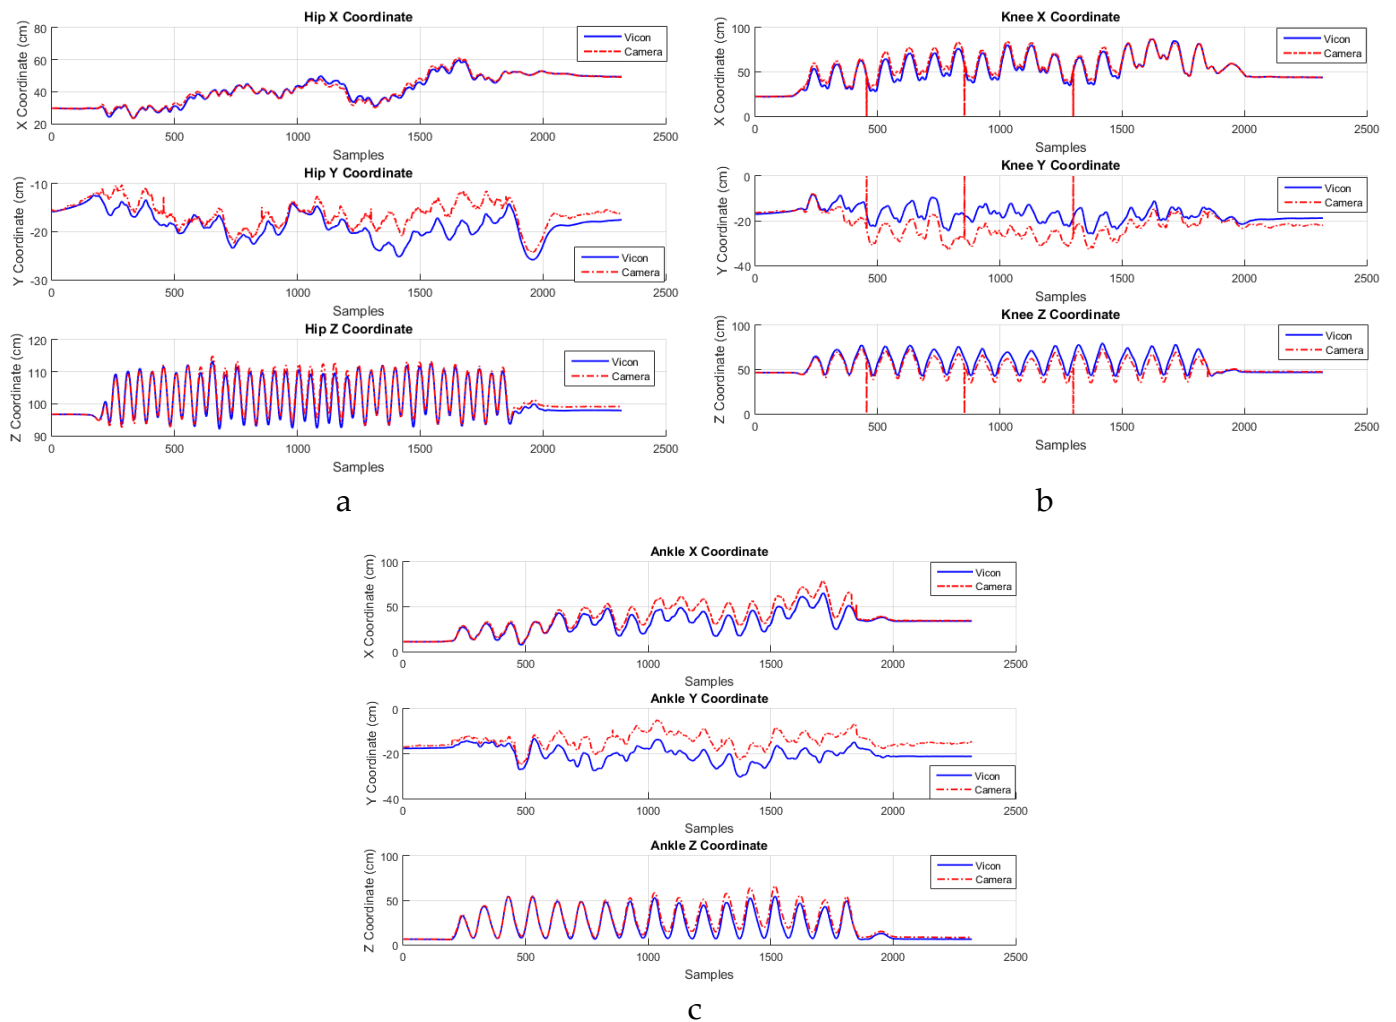 Hip X Coordinate
X Coordinate (cm)
80
60
40
20
Vicon
Camera
0 500 1000 1500 2000 2500
Samples
Hip Y Coordinate
Y Coordinate (cm)
-10
-20
-30
Vicon
Camera
0 500 1000 1500 2000 2500
Samples
Hip Z Coordinate
Z Coordinate (cm)
120
110
100
90
Vicon
Camera
0 500 1000 1500 2000 2500
Samples
a
Knee X Coordinate
X Coordinate (cm)
100
50
0
Vicon
Camera
0 500 1000 1500 2000 2500
Samples
Knee Y Coordinate
Y Coordinate (cm)
0
-20
-40
Vicon
Camera
0 500 1000 1500 2000 2500
Samples
Knee Z Coordinate
Z Coordinate (cm)
100
50
0
Vicon
Camera
0 500 1000 1500 2000 2500
Samples
b
Ankle X Coordinate
X Coordinate (cm)
100
50
0
Vicon
Camera
0 500 1000 1500 2000 2500
Samples
Ankle Y Coordinate
Y Coordinate (cm)
0
-20
-40
Vicon
Camera
0 500 1000 1500 2000 2500
Samples
Ankle Z Coordinate
Z Coordinate (cm)
100
50
0
Vicon
Camera
0 500 1000 1500 2000 2500
Samples
c